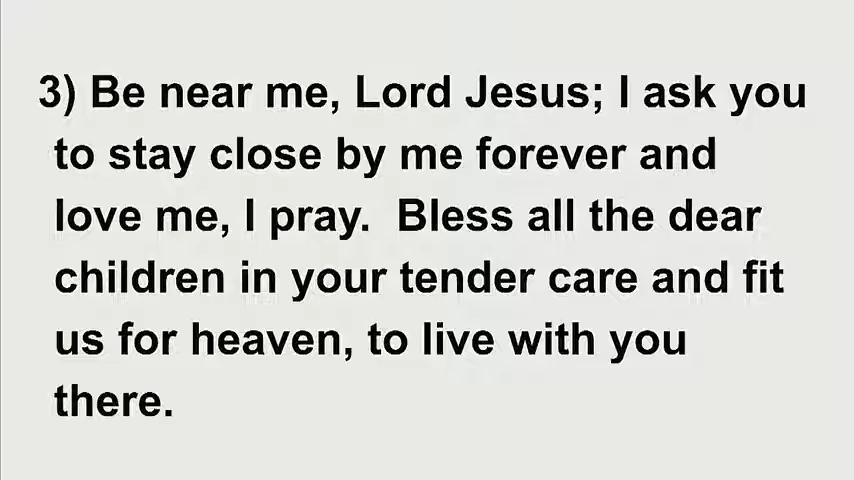 3) Be near me, Lord Jesus; I ask you
to stay close by me forever and
love me, I pray.  Bless all the dear
children in your tender care and fit
us for heaven, to live with you
there.